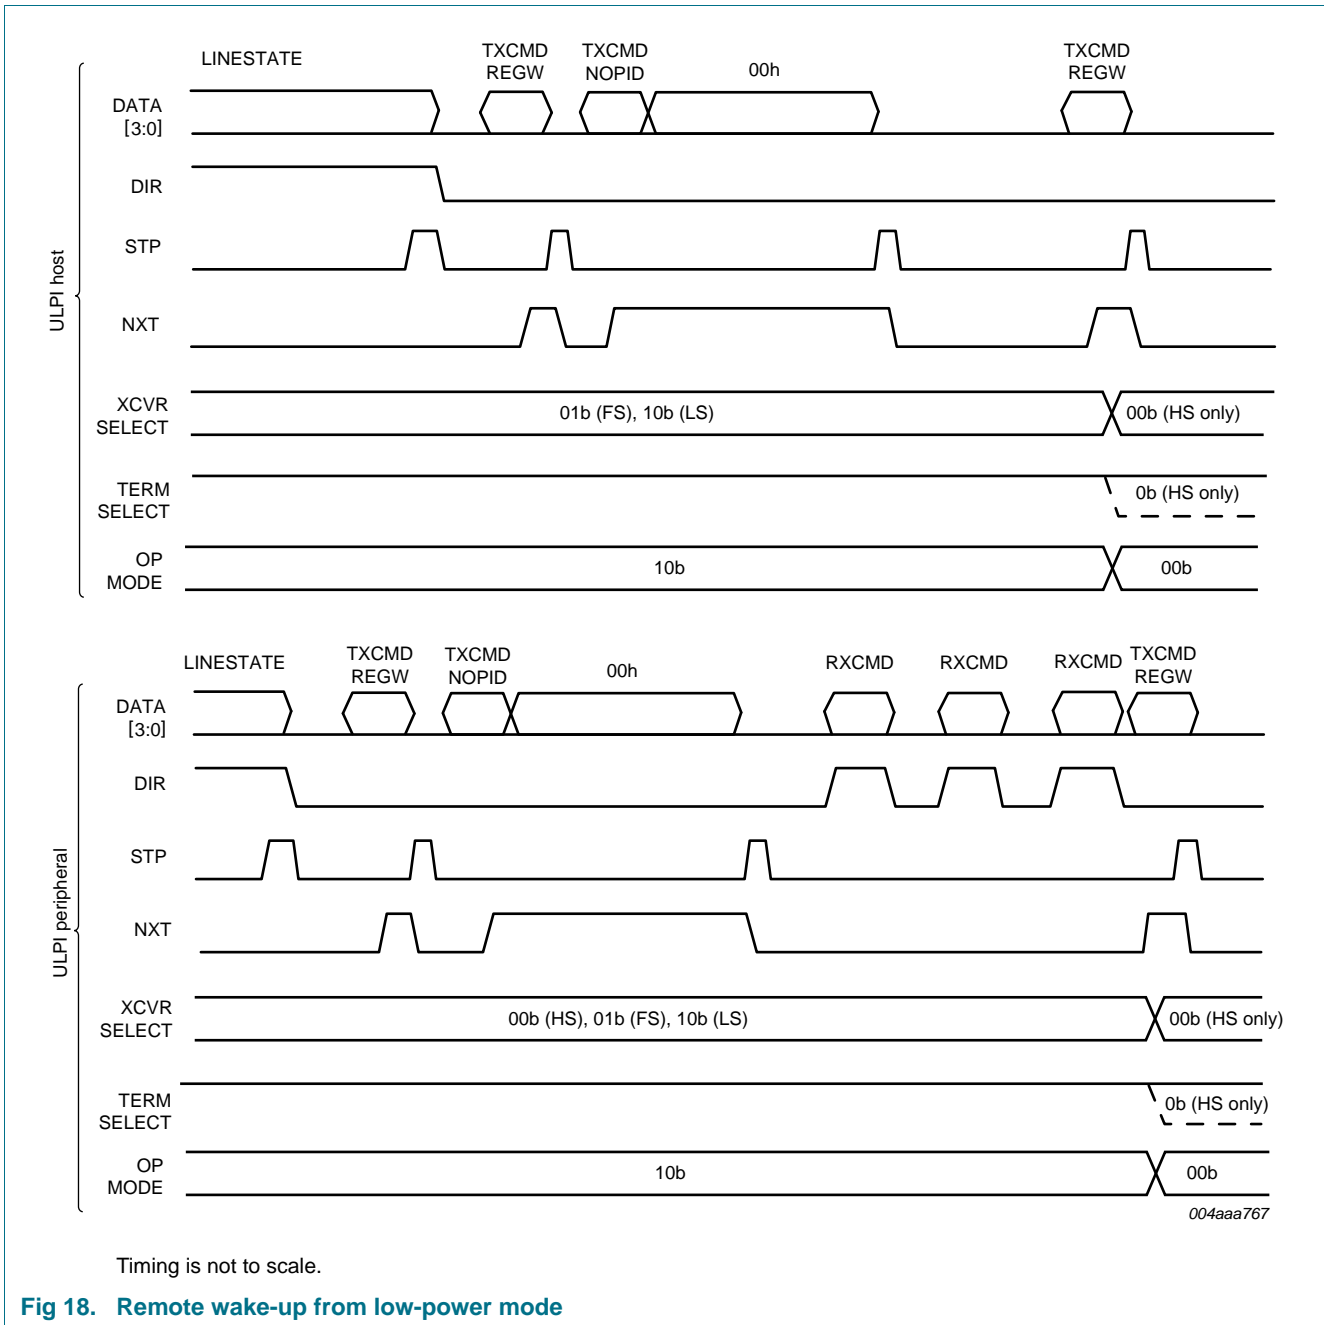 LINESTATE
TXCMD
REGW
TXCMD
NOPID
00h
TXCMD
REGW
DATA
[3:0]
DIR
STP
NXT
XCVR
SELECT
01b (FS), 10b (LS)
00b (HS only)
TERM
SELECT
0b (HS only)
OP
MODE
10b
00b
ULPI host
LINESTATE
TXCMD
REGW
TXCMD
NOPID
00h
RXCMD
RXCMD
RXCMD
TXCMD
REGW
DATA
[3:0]
DIR
STP
NXT
XCVR
SELECT
00b (HS), 01b (FS), 10b (LS)
00b (HS only)
TERM
SELECT
0b (HS only)
OP
MODE
10b
00b
ULPI peripheral
004aaa767
Timing is not to scale.
Fig 18. Remote wake-up from low-power mode